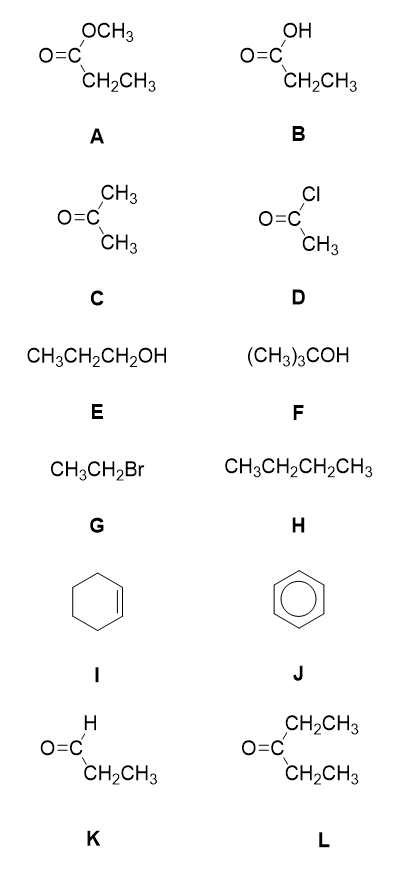 OCH₃ OH
O=C O=C
CH₂CH₃ CH₂CH₃
A B
CH₃ Cl
O=C O=C
CH₃ CH₃
C D
CH₃CH₂CH₂OH (CH₃)₃COH
E F
CH₃CH₂Br CH₃CH₂CH₂CH₃
G H
I J
H CH₂CH₃
O=C O=C
CH₂CH₃ CH₂CH₃
K L